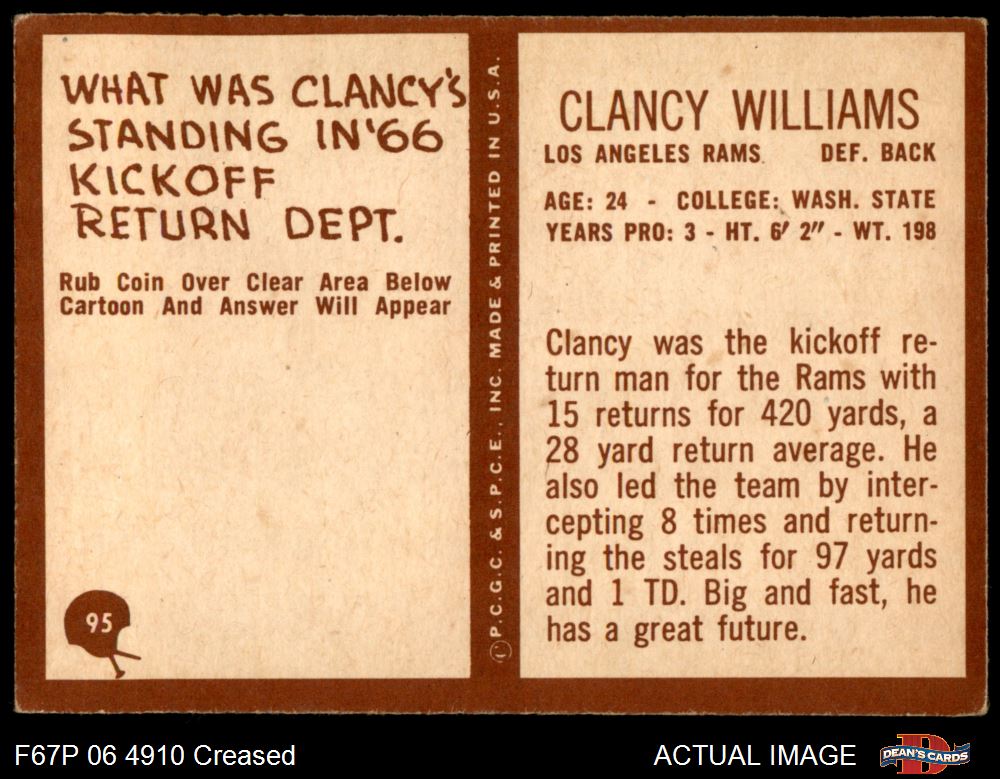 WHAT WAS CLANCY'S
STANDING IN '66
KICKOFF
RETURN DEPT.
Rub Coin Over Clear Area Below
Cartoon And Answer Will Appear
95
Ⓒ P.C.G.C. & S.P.C.E., INC. MADE & PRINTED IN U.S.A.
CLANCY WILLIAMS
LOS ANGELES RAMS DEF. BACK
AGE: 24 - COLLEGE: WASH. STATE
YEARS PRO: 3 - HT. 6' 2" - WT. 198
Clancy was the kickoff re-
turn man for the Rams with
15 returns for 420 yards, a
28 yard return average. He
also led the team by inter-
cepting 8 times and return-
ing the steals for 97 yards
and 1 TD. Big and fast, he
has a great future.
F67P 06 4910 Creased
ACTUAL IMAGE
DEAN'S CARDS